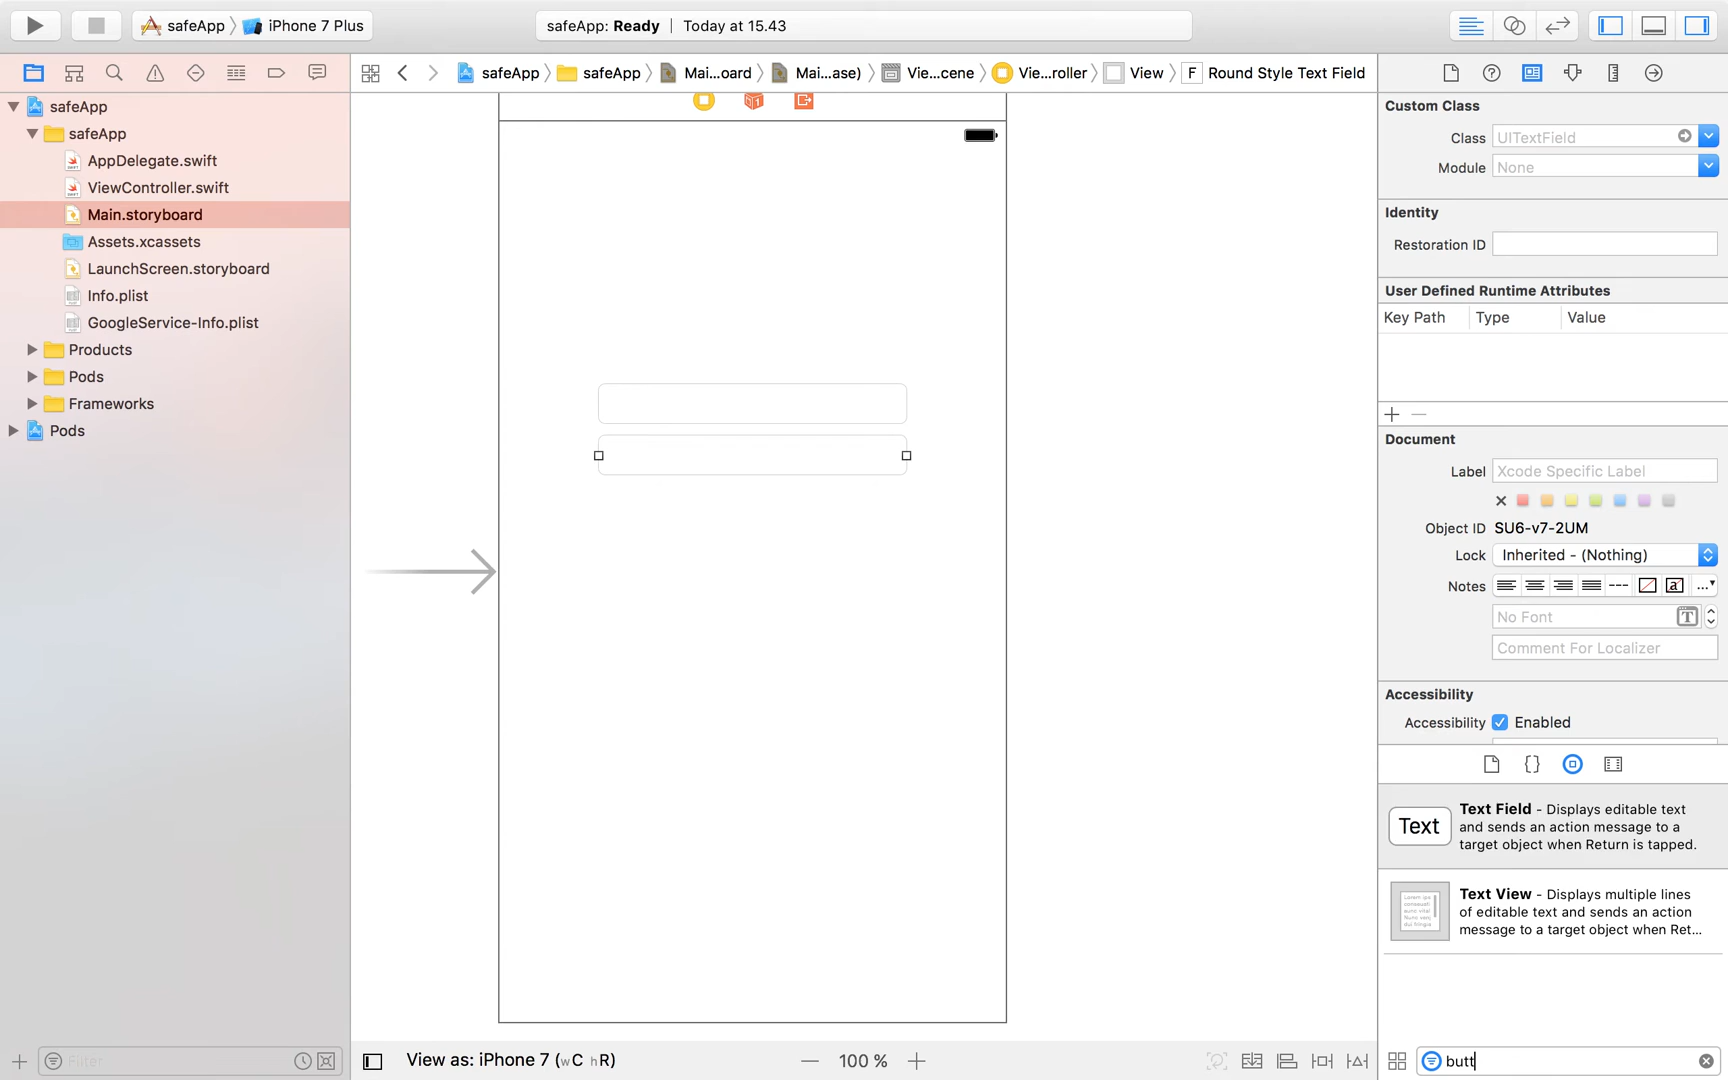 safeApp
iPhone 7 Plus
safeApp: Ready
Today at 15.43
safeApp
safeApp
AppDelegate.swift
ViewController.swift
Main.storyboard
Assets.xcassets
LaunchScreen.storyboard
Info.plist
GoogleService-Info.plist
Products
Pods
Frameworks
Pods
Filter
safeApp
safeApp
Mai...oard
Mai...ase)
Vie...cene
Vie...roller
View
F Round Style Text Field
View as: iPhone 7 (wC hR)
100 %
Custom Class
Class UITextField
Module None
Identity
Restoration ID
User Defined Runtime Attributes
Key Path Type Value
Document
Label Xcode Specific Label
Object ID SU6-v7-2UM
Lock Inherited - (Nothing)
Notes
No Font
Comment For Localizer
Accessibility
Accessibility Enabled
Text
Text Field - Displays editable text
and sends an action message to a
target object when Return is tapped.
Text View - Displays multiple lines
of editable text and sends an action
message to a target object when Ret...
butt